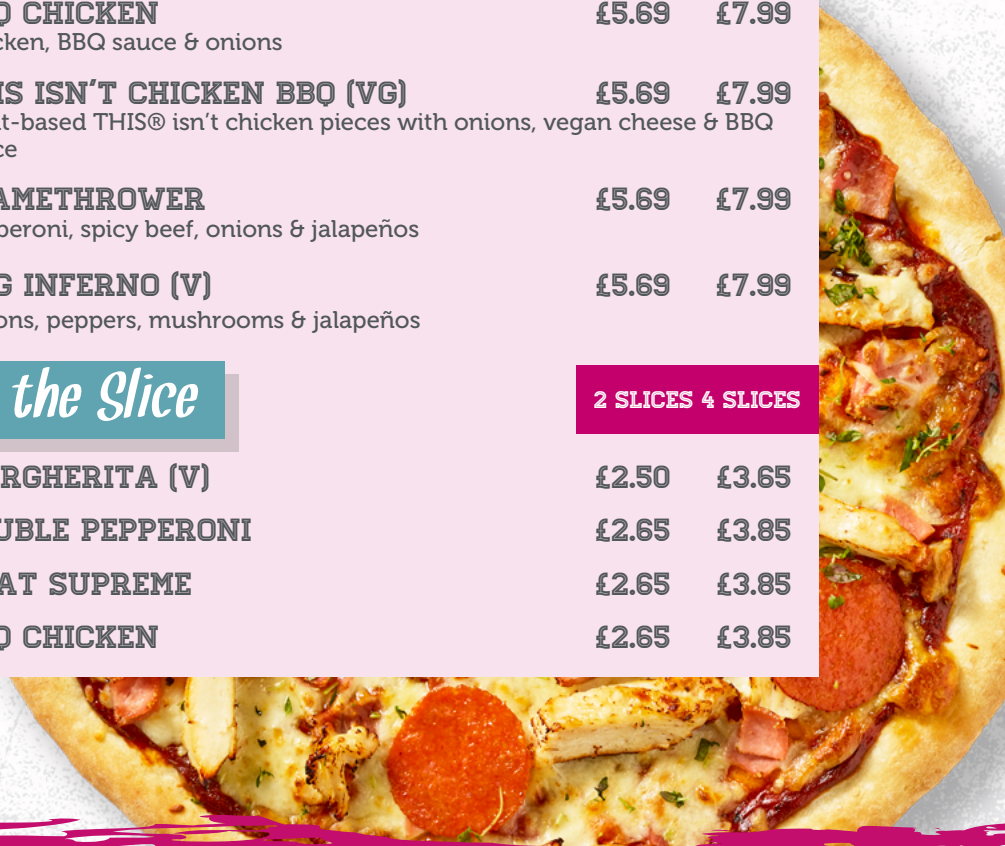 Q CHICKEN £5.69 £7.99
cken, BBQ sauce & onions
IS ISN'T CHICKEN BBQ (VG) £5.69 £7.99
t-based THIS® isn't chicken pieces with onions, vegan cheese & BBQ
ce
AMETHROWER £5.69 £7.99
peroni, spicy beef, onions & jalapeños
G INFERNO (V) £5.69 £7.99
ons, peppers, mushrooms & jalapeños
the Slice 2 SLICES 4 SLICES
RGHERITA (V) £2.50 £3.65
UBLE PEPPERONI £2.65 £3.85
AT SUPREME £2.65 £3.85
Q CHICKEN £2.65 £3.85